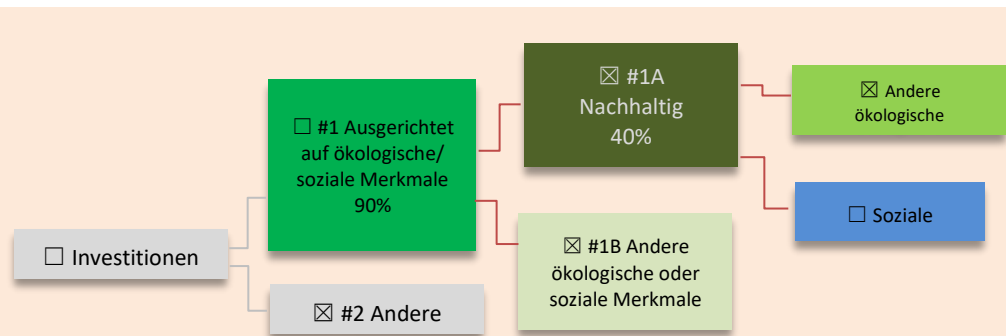 ☒ #1A
Nachhaltig
40%
☒ Andere
ökologische
☐ #1 Ausgerichtet
auf ökologische/
soziale Merkmale
90%
☐ Soziale
☐ Investitionen
☒ #1B Andere
ökologische oder
soziale Merkmale
☒ #2 Andere